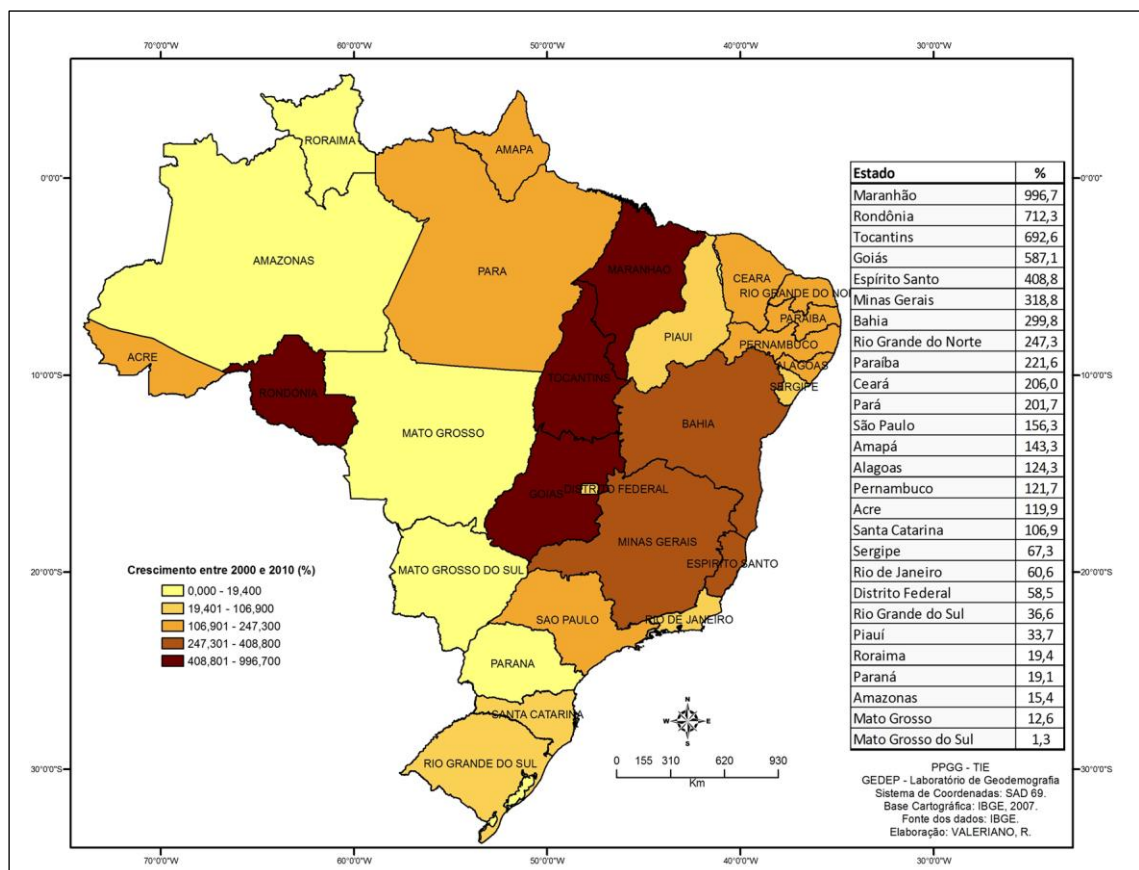 70°0'0"W 60°0'0"W 50°0'0"W 40°0'0"W 30°0'0"W
0°0'0" 0°0'0"
10°0'0"S 10°0'0"S
20°0'0"S 20°0'0"S
30°0'0"S 30°0'0"S
RORAIMA
AMAPA
AMAZONAS
PARA
MARANHAO
CEARA
RIO GRANDE DO NOR
PARAIBA
PIAUI
PERNAMBUCO
ACRE
ALAGOAS
TOCANTINS
SERGIPE
RONDONIA
BAHIA
MATO GROSSO
DISTRITO FEDERAL
GOIAS
MINAS GERAIS
MATO GROSSO DO SUL
ESPIRITO SANTO
SAO PAULO
RIO DE JANEIRO
PARANA
SANTA CATARINA
RIO GRANDE DO SUL
Crescimento entre 2000 e 2010 (%)
0,000 - 19,400
19,401 - 106,900
106,901 - 247,300
247,301 - 408,800
408,801 - 996,700
N
W E
S
0 155 310 620 930
Km
Estado %
Maranhão 996,7
Rondônia 712,3
Tocantins 692,6
Goiás 587,1
Espírito Santo 408,8
Minas Gerais 318,8
Bahia 299,8
Rio Grande do Norte 247,3
Paraíba 221,6
Ceará 206,0
Pará 201,7
São Paulo 156,3
Amapá 143,3
Alagoas 124,3
Pernambuco 121,7
Acre 119,9
Santa Catarina 106,9
Sergipe 67,3
Rio de Janeiro 60,6
Distrito Federal 58,5
Rio Grande do Sul 36,6
Piauí 33,7
Roraima 19,4
Paraná 19,1
Amazonas 15,4
Mato Grosso 12,6
Mato Grosso do Sul 1,3
PPGG - TIE
GEDEP - Laboratório de Geodemografia
Sistema de Coordenadas: SAD 69.
Base Cartográfica: IBGE, 2007.
Fonte dos dados: IBGE.
Elaboração: VALERIANO, R.
70°0'0"W 60°0'0"W 50°0'0"W 40°0'0"W 30°0'0"W